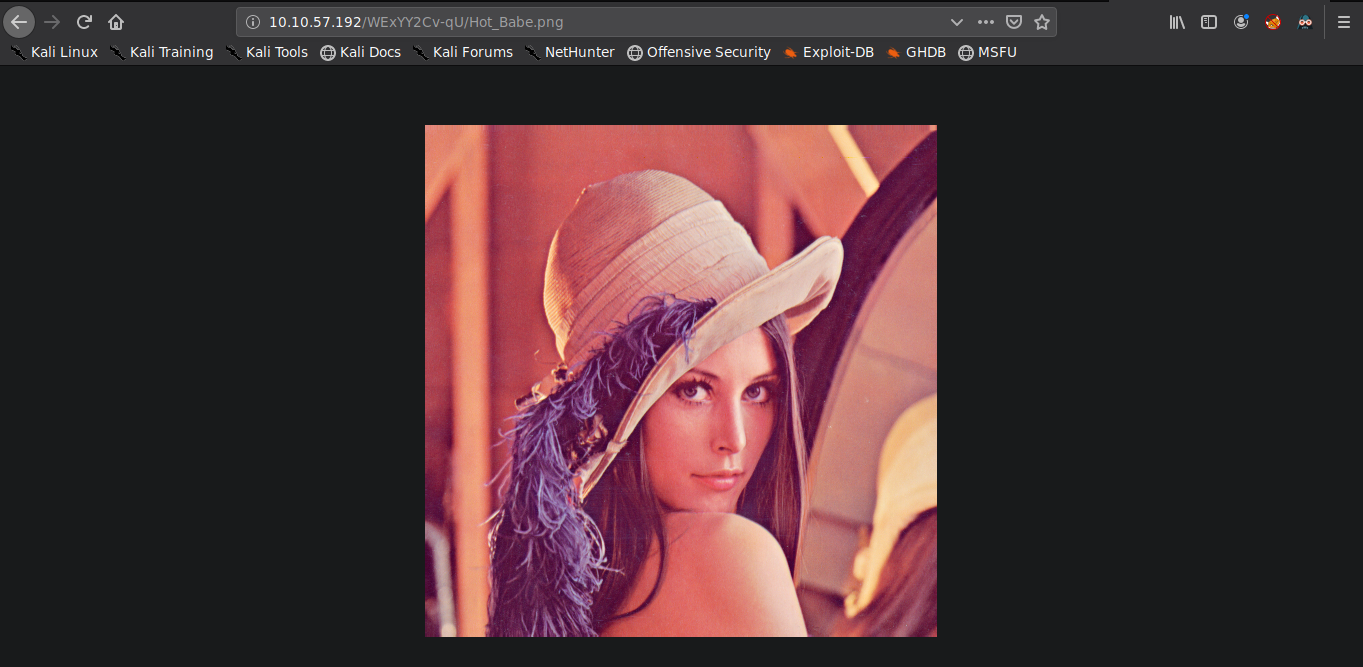 10.10.57.192/WExYY2Cv-qU/Hot_Babe.png
Kali Linux Kali Training Kali Tools Kali Docs Kali Forums NetHunter Offensive Security Exploit-DB GHDB MSFU